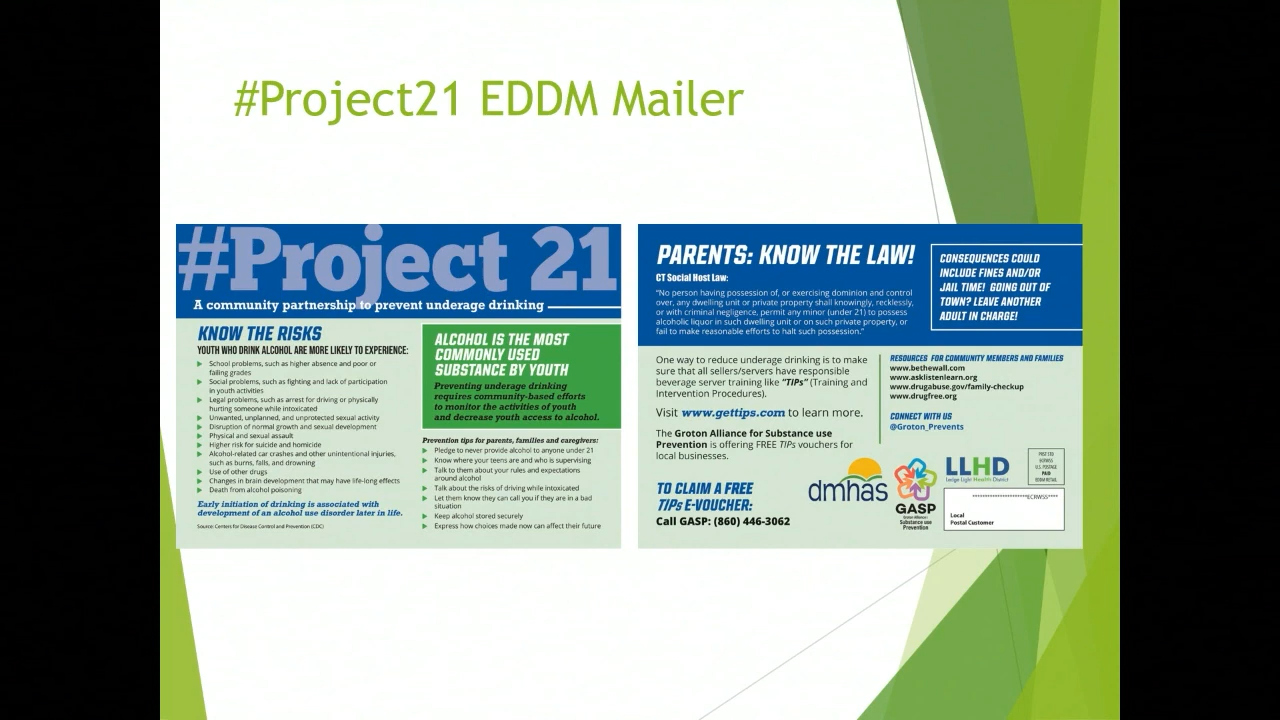 #Project21 EDDM Mailer
#Project 21
A community partnership to prevent underage drinking
KNOW THE RISKS
YOUTH WHO DRINK ALCOHOL ARE MORE LIKELY TO EXPERIENCE:
School problems, such as higher absence and poor or
failing grades
Social problems, such as fighting and lack of participation
in youth activities
Legal problems, such as arrest for driving or physically
hurting someone while intoxicated
Unwanted, unplanned, and unprotected sexual activity
Disruption of normal growth and sexual development
Physical and sexual assault
Higher risk for suicide and homicide
Alcohol-related car crashes and other unintentional injuries,
such as burns, falls, and drowning
Use of other drugs
Changes in brain development that may have life-long effects
Death from alcohol poisoning
Early initiation of drinking is associated with
development of an alcohol use disorder later in life.
Source: Centers for Disease Control and Prevention (CDC)
ALCOHOL IS THE MOST
COMMONLY USED
SUBSTANCE BY YOUTH
Preventing underage drinking
requires community-based efforts
to monitor the activities of youth
and decrease youth access to alcohol.
Prevention tips for parents, families and caregivers:
Pledge to never provide alcohol to anyone under 21
Know where your teens are and who is supervising
Talk to them about your rules and expectations
around alcohol
Talk about the risks of driving while intoxicated
Let them know they can call you if they are in a bad
situation
Keep alcohol stored securely
Express how choices made now can affect their future
PARENTS: KNOW THE LAW!
CT Social Host Law:
"No person having possession of, or exercising dominion and control
over, any dwelling unit or private property shall knowingly, recklessly,
or with criminal negligence, permit any minor (under 21) to possess
alcoholic liquor in such dwelling unit or on such private property, or
fail to make reasonable efforts to halt such possession."
CONSEQUENCES COULD
INCLUDE FINES AND/OR
JAIL TIME! GOING OUT OF
TOWN? LEAVE ANOTHER
ADULT IN CHARGE!
One way to reduce underage drinking is to make
sure that all sellers/servers have responsible
beverage server training like "TIPs" (Training and
Intervention Procedures).
Visit www.gettips.com to learn more.
The Groton Alliance for Substance use
Prevention is offering FREE TIPs vouchers for
local businesses.
TO CLAIM A FREE
TIPs E-VOUCHER:
Call GASP: (860) 446-3062
RESOURCES FOR COMMUNITY MEMBERS AND FAMILIES
www.bethewall.com
www.asklistenlearn.org
www.drugabuse.gov/family-checkup
www.drugfree.org
CONNECT WITH US
@Groton_Prevents
dmhas
GASP
Groton Alliance
Substance use
Prevention
LLHD
Ledge Light Health District
PRST STD
ECRWSS
U.S. POSTAGE
PAID
EDDM RETAIL
Local
Postal Customer